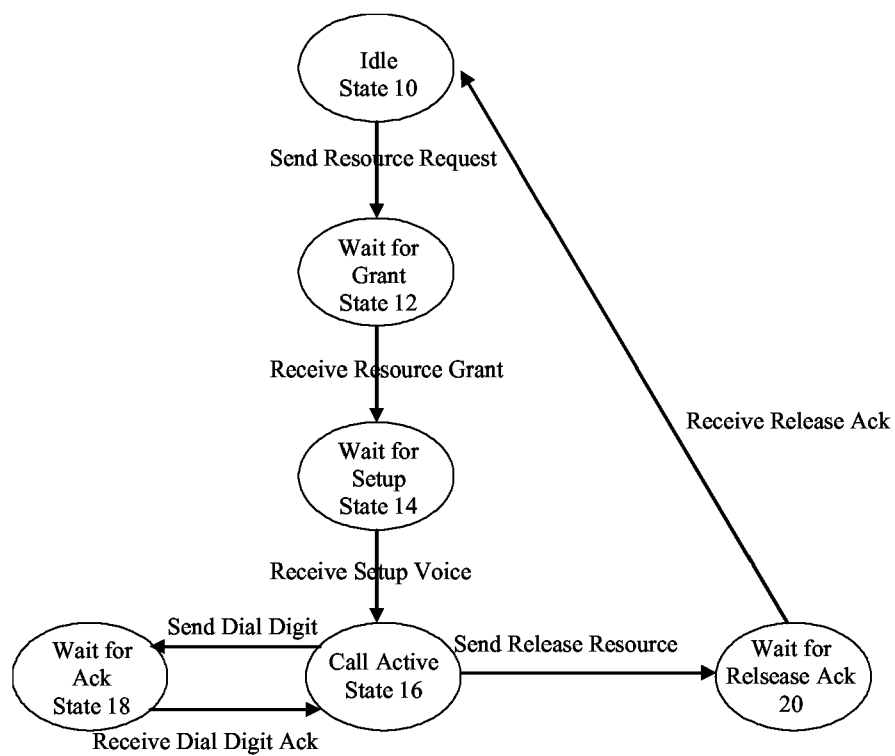 Idle
State 10
Send Resource Request
Wait for
Grant
State 12
Receive Resource Grant
Receive Release Ack
Wait for
Setup
State 14
Receive Setup Voice
Send Dial Digit
Send Release Resource
Wait for
Ack
State 18
Call Active
State 16
Wait for
Relsease Ack
20
Receive Dial Digit Ack